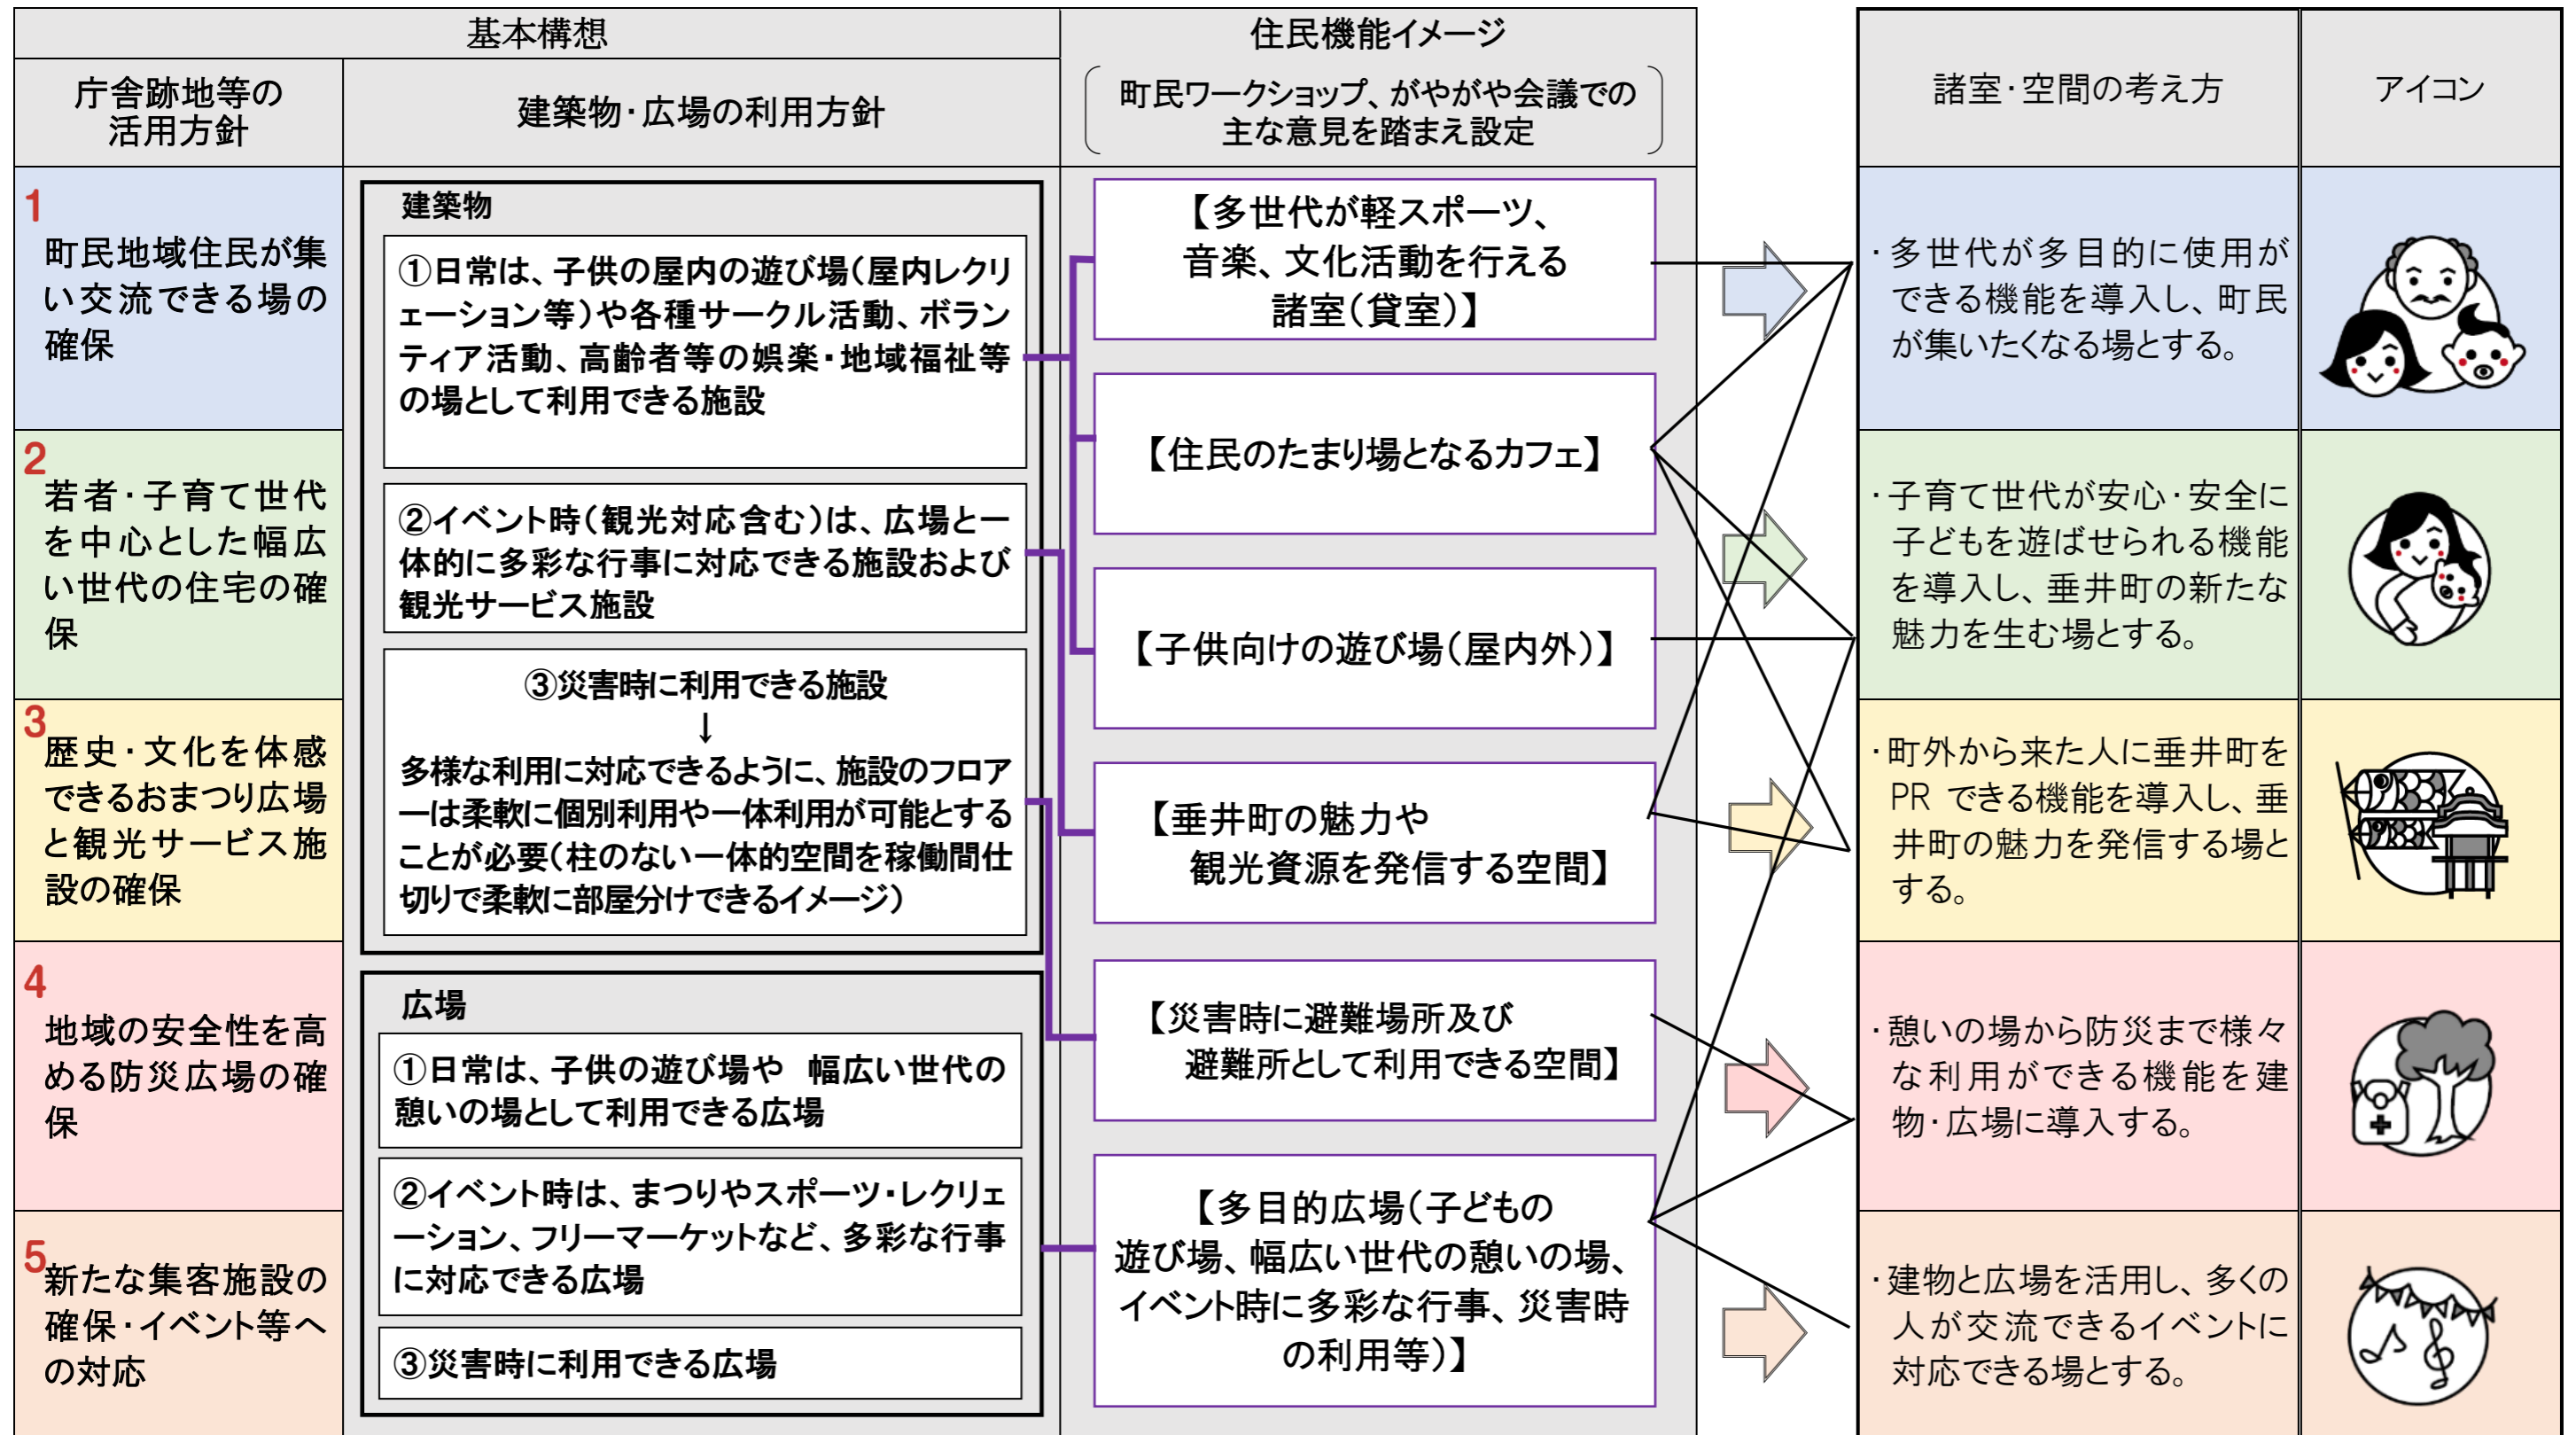 基本構想
庁舎跡地等の
活用方針
建築物・広場の利用方針
住民機能イメージ
町民ワークショップ、がやがや会議での
主な意見を踏まえ設定
諸室・空間の考え方
アイコン
1
町民地域住民が集
い交流できる場の
確保
2
若者・子育て世代
を中心とした幅広
い世代の住宅の確
保
3
歴史・文化を体感
できるおまつり広場
と観光サービス施
設の確保
4
地域の安全性を高
める防災広場の確
保
5
新たな集客施設の
確保・イベント等へ
の対応
建築物
①日常は、子供の屋内の遊び場（屋内レクリ
ェーション等）や各種サークル活動、ボラン
ティア活動、高齢者等の娯楽・地域福祉等
の場として利用できる施設
②イベント時（観光対応含む）は、広場と一
体的に多彩な行事に対応できる施設および
観光サービス施設
③災害時に利用できる施設
↓
多様な利用に対応できるように、施設のフロア
ーは柔軟に個別利用や一体利用が可能とする
ことが必要（柱のない一体的空間を稼働間仕
切りで柔軟に部屋分けできるイメージ）
広場
①日常は、子供の遊び場や　幅広い世代の
憩いの場として利用できる広場
②イベント時は、まつりやスポーツ・レクリェ
ーション、フリーマーケットなど、多彩な行事
に対応できる広場
③災害時に利用できる広場
【多世代が軽スポーツ、
音楽、文化活動を行える
諸室（貸室）】
【住民のたまり場となるカフェ】
【子供向けの遊び場（屋内外）】
【垂井町の魅力や
観光資源を発信する空間】
【災害時に避難場所及び
避難所として利用できる空間】
【多目的広場（子どもの
遊び場、幅広い世代の憩いの場、
イベント時に多彩な行事、災害時
の利用等）】
・多世代が多目的に使用が
できる機能を導入し、町民
が集いたくなる場とする。
・子育て世代が安心・安全に
子どもを遊ばせられる機能
を導入し、垂井町の新たな
魅力を生む場とする。
・町外から来た人に垂井町を
PR できる機能を導入し、垂
井町の魅力を発信する場と
する。
・憩いの場から防災まで様々
な利用ができる機能を建
物・広場に導入する。
・建物と広場を活用し、多くの
人が交流できるイベントに
対応できる場とする。